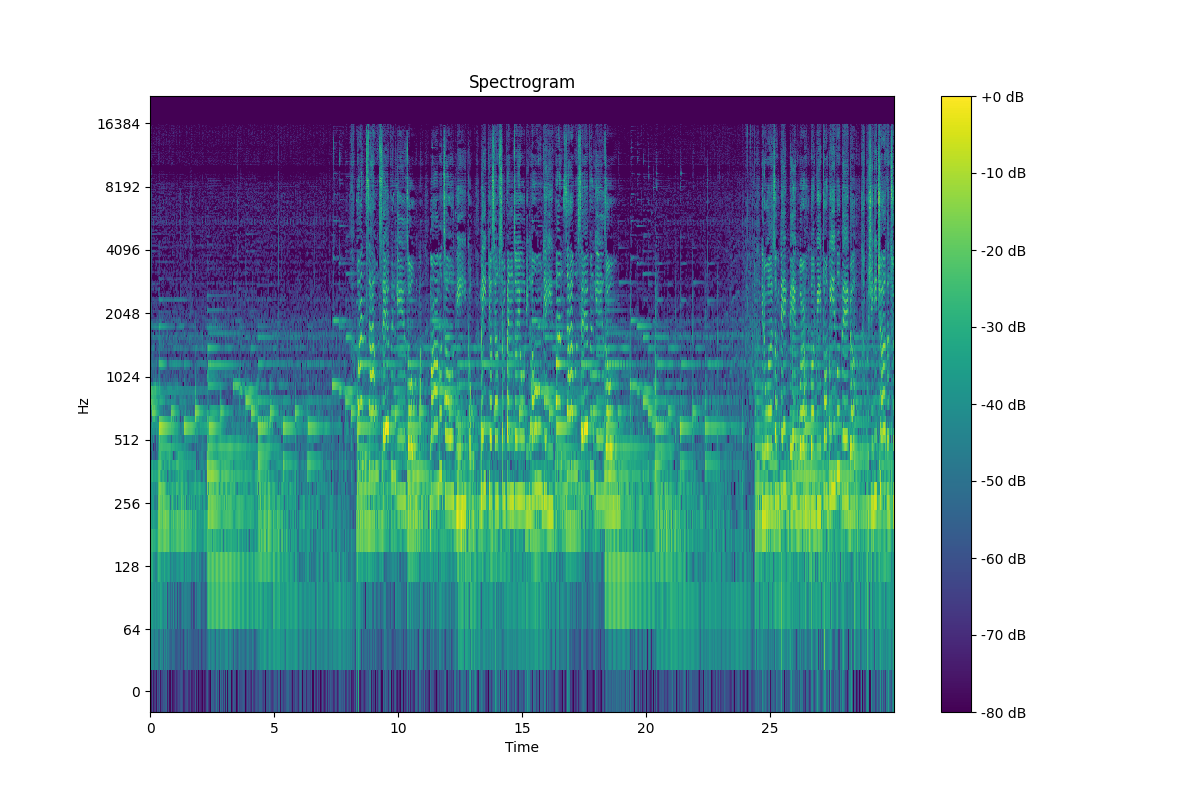 Spectrogram
Hz
16384
8192
4096
2048
1024
512
256
128
64
0
0 5 10 15 20 25
Time
+0 dB
-10 dB
-20 dB
-30 dB
-40 dB
-50 dB
-60 dB
-70 dB
-80 dB